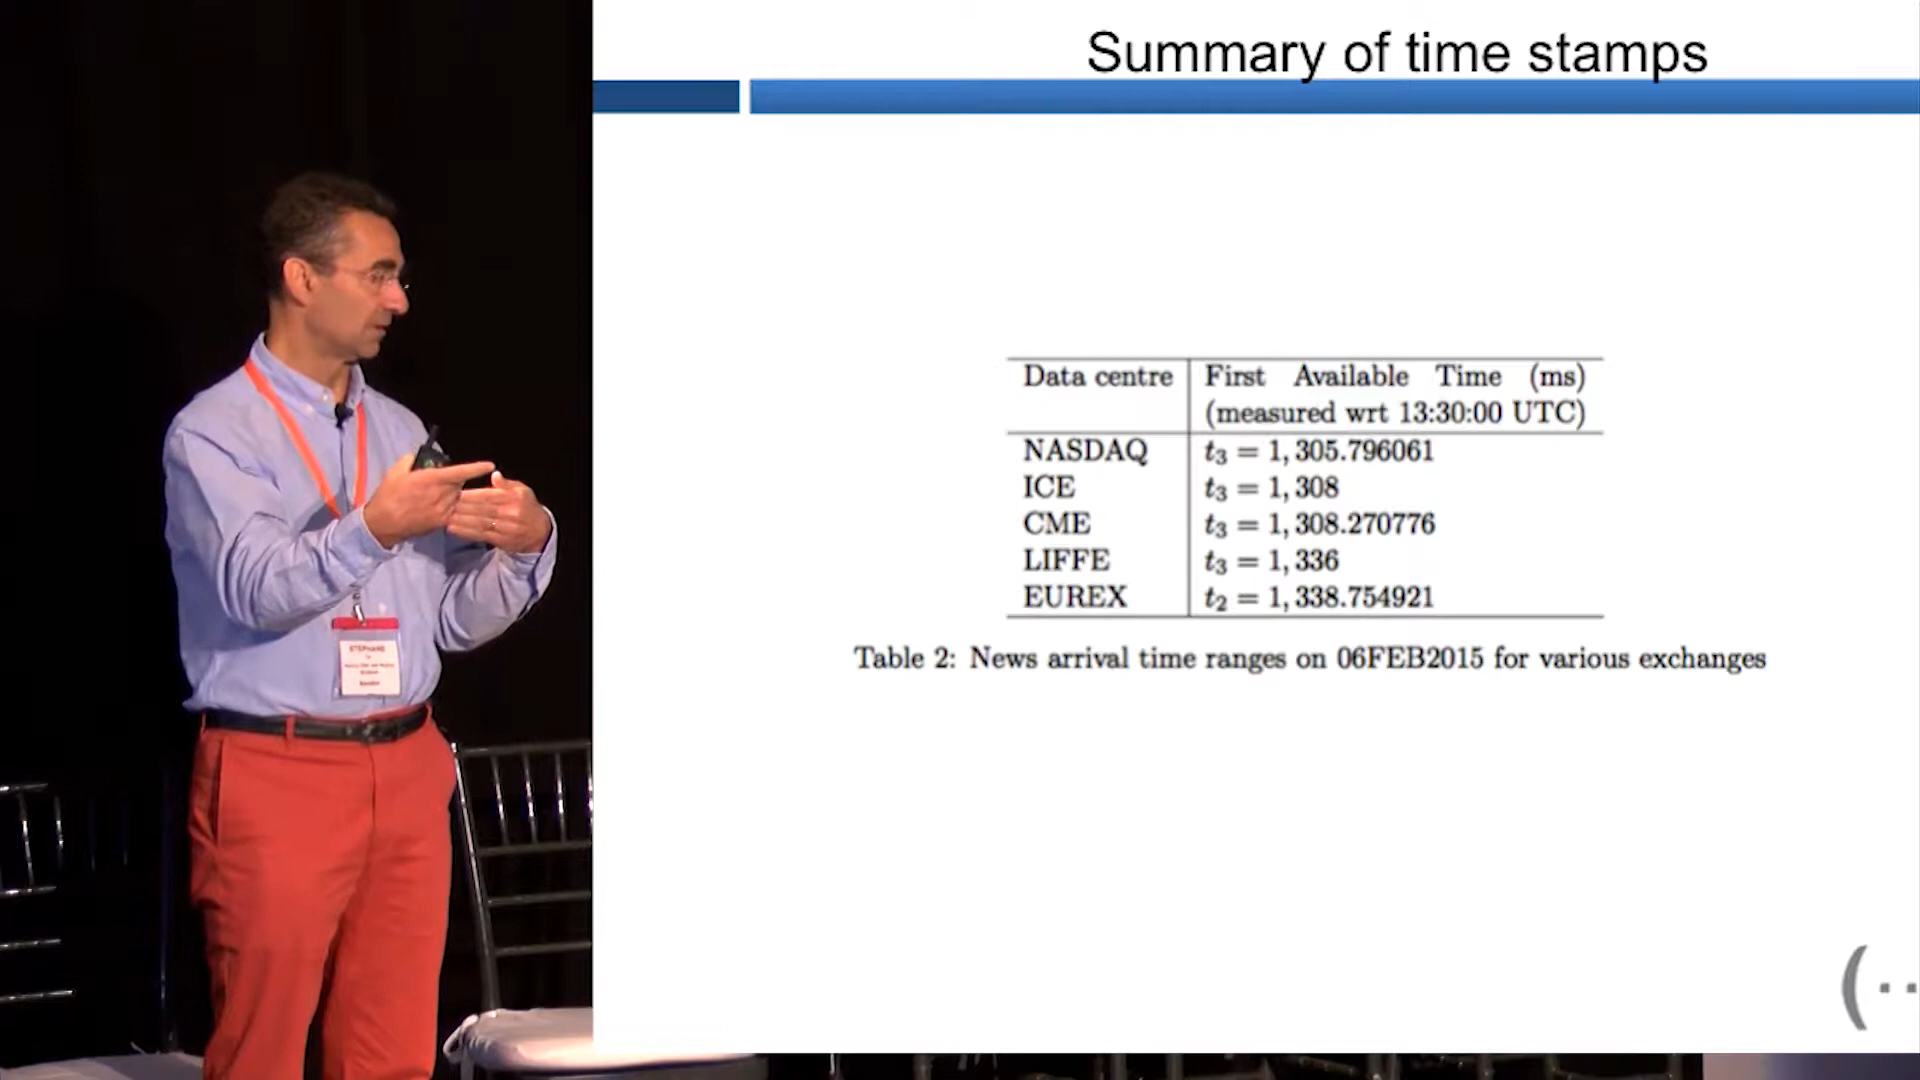 Summary of time stamps
Data centre First Available Time (ms)
(measured wrt 13:30:00 UTC)
NASDAQ t₃ = 1, 305.796061
ICE t₃ = 1, 308
CME t₃ = 1, 308.270776
LIFFE t₃ = 1, 336
EUREX t₂ = 1, 338.754921
Table 2: News arrival time ranges on 06FEB2015 for various exchanges
STEPHANE